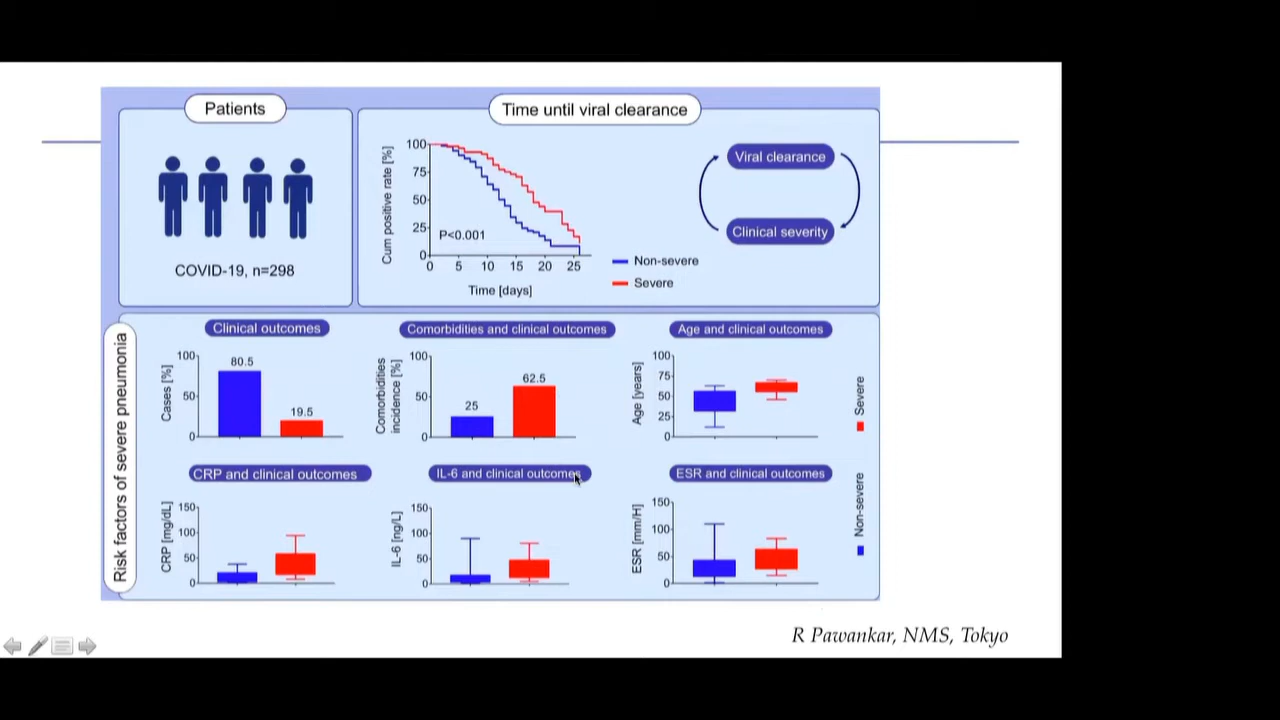 Patients
COVID-19, n=298
Time until viral clearance
Cum positive rate [%]
100
75
50
25
0
P<0.001
0 5 10 15 20 25
Time [days]
Non-severe
Severe
Viral clearance
Clinical severity
Risk factors of severe pneumonia
Clinical outcomes
Cases [%]
100
50
0
80.5
19.5
Comorbidities and clinical outcomes
Comorbidities
incidence [%]
100
50
0
25
62.5
Age and clinical outcomes
Age [years]
100
75
50
25
0
Severe
Non-severe
CRP and clinical outcomes
CRP [mg/dL]
150
100
50
0
IL-6 and clinical outcomes
IL-6 [ng/L]
150
100
50
0
ESR and clinical outcomes
ESR [mm/H]
150
100
50
0
R Pawankar, NMS, Tokyo